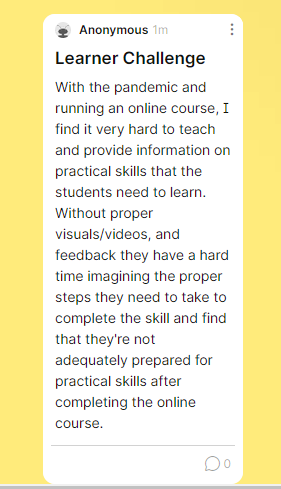 Anonymous 1m
Learner Challenge
With the pandemic and
running an online course, I
find it very hard to teach
and provide information on
practical skills that the
students need to learn.
Without proper
visuals/videos, and
feedback they have a hard
time imagining the proper
steps they need to take to
complete the skill and find
that they're not
adequately prepared for
practical skills after
completing the online
course.
0